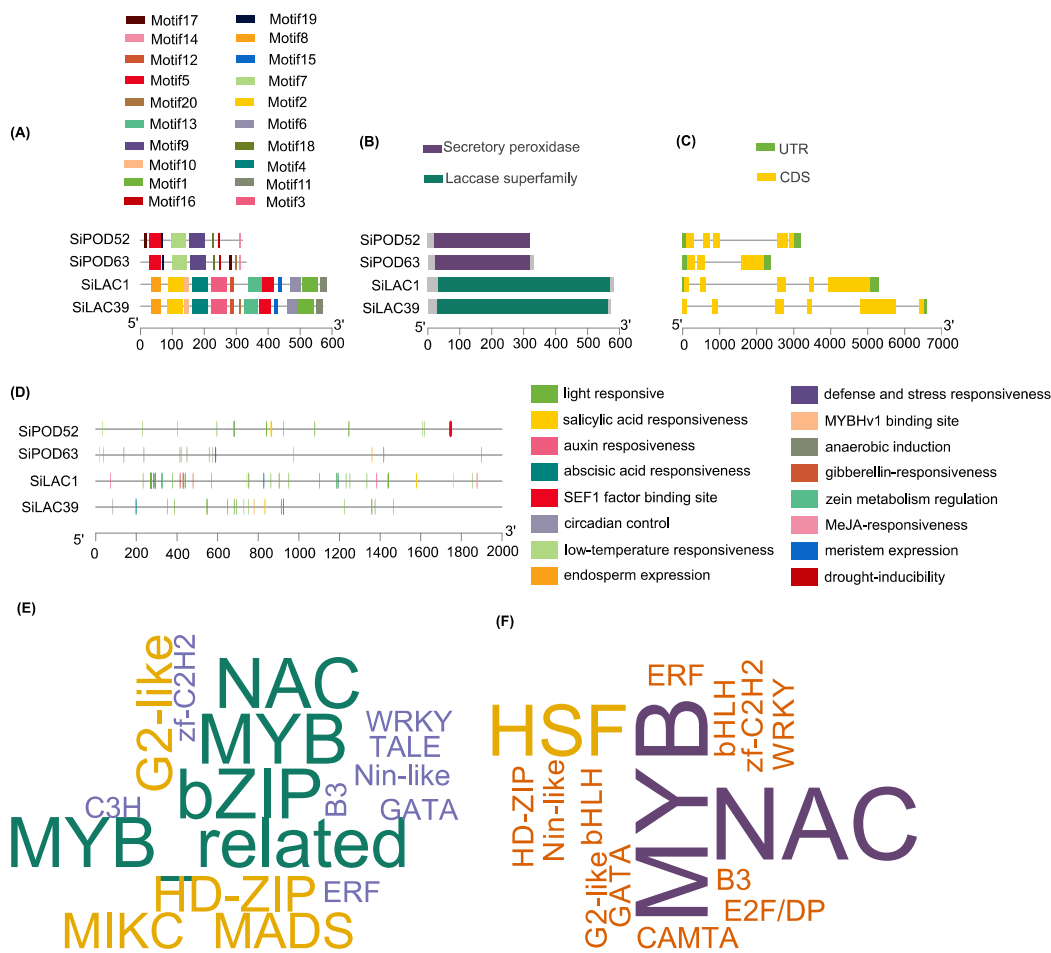 Motif17
Motif19
Motif14
Motif8
Motif12
Motif15
Motif5
Motif7
Motif20
Motif2
Motif13
Motif6
Motif9
Motif18
Motif10
Motif4
Motif1
Motif11
Motif16
Motif3
(A)
SiPOD52
SiPOD63
SiLAC1
SiLAC39
5'
3'
0 100 200 300 400 500 600
(B)
Secretory peroxidase
Laccase superfamily
SiPOD52
SiPOD63
SiLAC1
SiLAC39
5'
3'
0 100 200 300 400 500 600
(C)
UTR
CDS
5'
3'
0 1000 2000 3000 4000 5000 6000 7000
(D)
SiPOD52
SiPOD63
SiLAC1
SiLAC39
5'
3'
0 200 400 600 800 1000 1200 1400 1600 1800 2000
light responsive
salicylic acid responsiveness
auxin resposiveness
abscisic acid responsiveness
SEF1 factor binding site
circadian control
low-temperature responsiveness
endosperm expression
defense and stress responsiveness
MYBHv1 binding site
anaerobic induction
gibberellin-responsiveness
zein metabolism regulation
MeJA-responsiveness
meristem expression
drought-inducibility
(E)
G2-like
zf-C2H2
NAC
MYB
WRKY
TALE
bZIP
B3
Nin-like
GATA
C3H
MYB_related
HD-ZIP
ERF
MIKC_MADS
(F)
ERF
bHLH
zf-C2H2
WRKY
HSF
MYB
HD-ZIP
Nin-like
bHLH
NAC
G2-like
GATA
B3
E2F/DP
CAMTA